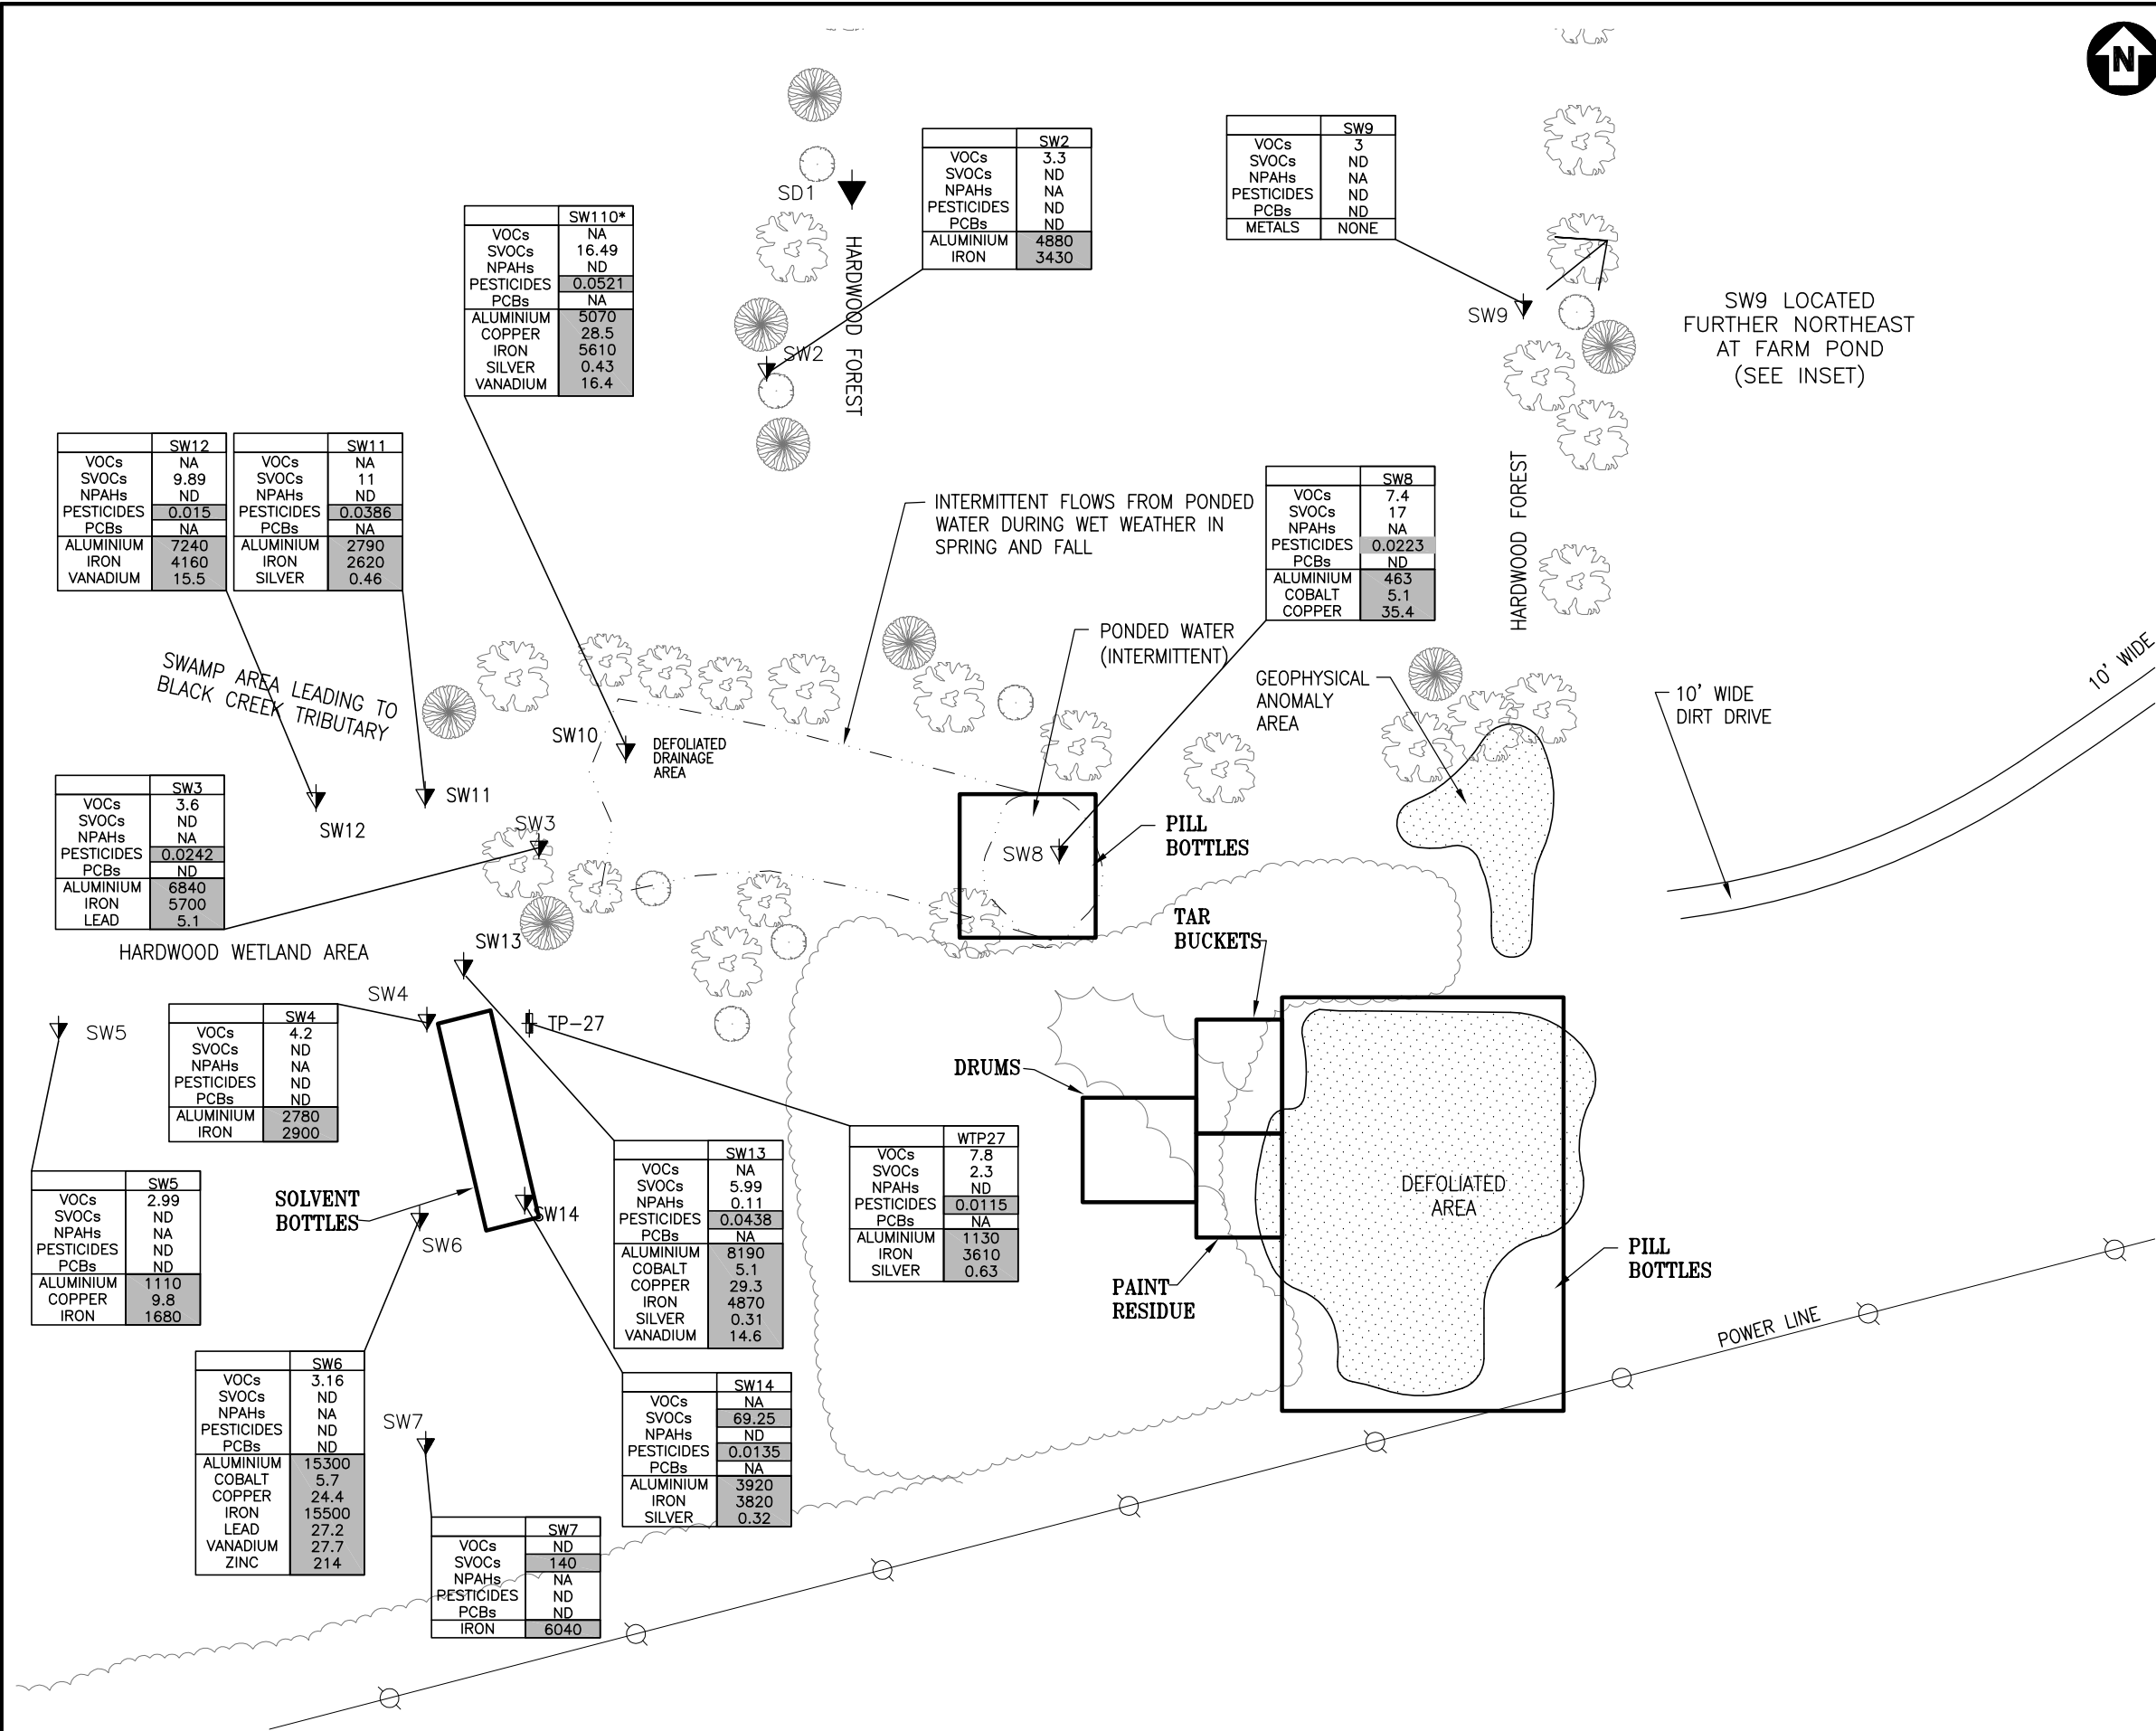 N
SW2
VOCs 3.3
SVOCs ND
NPAHs NA
PESTICIDES ND
PCBs ND
ALUMINIUM 4880
IRON 3430
SW9
VOCs 3
SVOCs ND
NPAHs NA
PESTICIDES ND
PCBs ND
METALS NONE
SD1
HARDWOOD FOREST
SW110*
VOCs NA
SVOCs 16.49
NPAHs ND
PESTICIDES 0.0521
PCBs NA
ALUMINIUM 5070
COPPER 28.5
IRON 5610
SILVER 0.43
VANADIUM 16.4
SW2
SW9
SW9 LOCATED
FURTHER NORTHEAST
AT FARM POND
(SEE INSET)
SW12
VOCs NA
SVOCs 9.89
NPAHs ND
PESTICIDES 0.015
PCBs NA
ALUMINIUM 7240
IRON 4160
VANADIUM 15.5
SW11
VOCs NA
SVOCs 11
NPAHs ND
PESTICIDES 0.0386
PCBs NA
ALUMINIUM 2790
IRON 2620
SILVER 0.46
INTERMITTENT FLOWS FROM PONDED
WATER DURING WET WEATHER IN
SPRING AND FALL
SW8
VOCs 7.4
SVOCs 17
NPAHs NA
PESTICIDES 0.0223
PCBs ND
ALUMINIUM 463
COBALT 5.1
COPPER 35.4
HARDWOOD FOREST
PONDED WATER
(INTERMITTENT)
GEOPHYSICAL
ANOMALY
AREA
10' WIDE
DIRT DRIVE
10' WIDE
SWAMP AREA LEADING TO
BLACK CREEK TRIBUTARY
SW10
DEFOLIATED
DRAINAGE
AREA
SW11
SW12
SW3
VOCs 3.6
SVOCs ND
NPAHs NA
PESTICIDES 0.0242
PCBs ND
ALUMINIUM 6840
IRON 5700
LEAD 5.1
SW3
SW8
PILL
BOTTLES
TAR
BUCKETS
HARDWOOD WETLAND AREA
SW13
SW4
SW5
SW4
VOCs 4.2
SVOCs ND
NPAHs NA
PESTICIDES ND
PCBs ND
ALUMINIUM 2780
IRON 2900
TP-27
DRUMS
SW5
VOCs 2.99
SVOCs ND
NPAHs NA
PESTICIDES ND
PCBs ND
ALUMINIUM 1110
COPPER 9.8
IRON 1680
SOLVENT
BOTTLES
SW14
SW6
SW13
VOCs NA
SVOCs 5.99
NPAHs 0.11
PESTICIDES 0.0438
PCBs NA
ALUMINIUM 8190
COBALT 5.1
COPPER 29.3
IRON 4870
SILVER 0.31
VANADIUM 14.6
WTP27
VOCs 7.8
SVOCs 2.3
NPAHs ND
PESTICIDES 0.0115
PCBs NA
ALUMINIUM 1130
IRON 3610
SILVER 0.63
DEFOLIATED
AREA
PAINT
RESIDUE
PILL
BOTTLES
POWER LINE
SW6
VOCs 3.16
SVOCs ND
NPAHs NA
PESTICIDES ND
PCBs ND
ALUMINIUM 15300
COBALT 5.7
COPPER 24.4
IRON 15500
LEAD 27.2
VANADIUM 27.7
ZINC 214
SW7
SW14
VOCs NA
SVOCs 69.25
NPAHs ND
PESTICIDES 0.0135
PCBs NA
ALUMINIUM 3920
IRON 3820
SILVER 0.32
SW7
VOCs ND
SVOCs 140
NPAHs NA
PESTICIDES ND
PCBs ND
IRON 6040